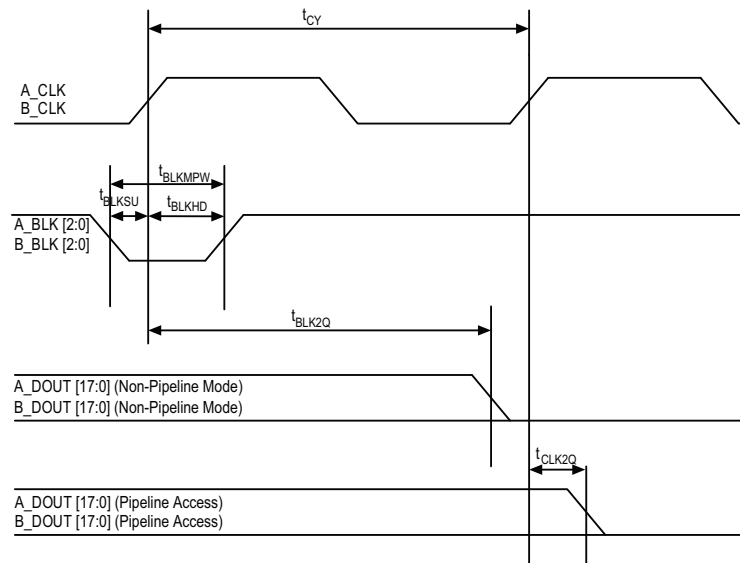 tCY
A_CLK
B_CLK
tBLKMPW
tBLKSU
tBLKHD
A_BLK [2:0]
B_BLK [2:0]
tBLK2Q
A_DOUT [17:0] (Non-Pipeline Mode)
B_DOUT [17:0] (Non-Pipeline Mode)
tCLK2Q
A_DOUT [17:0] (Pipeline Access)
B_DOUT [17:0] (Pipeline Access)